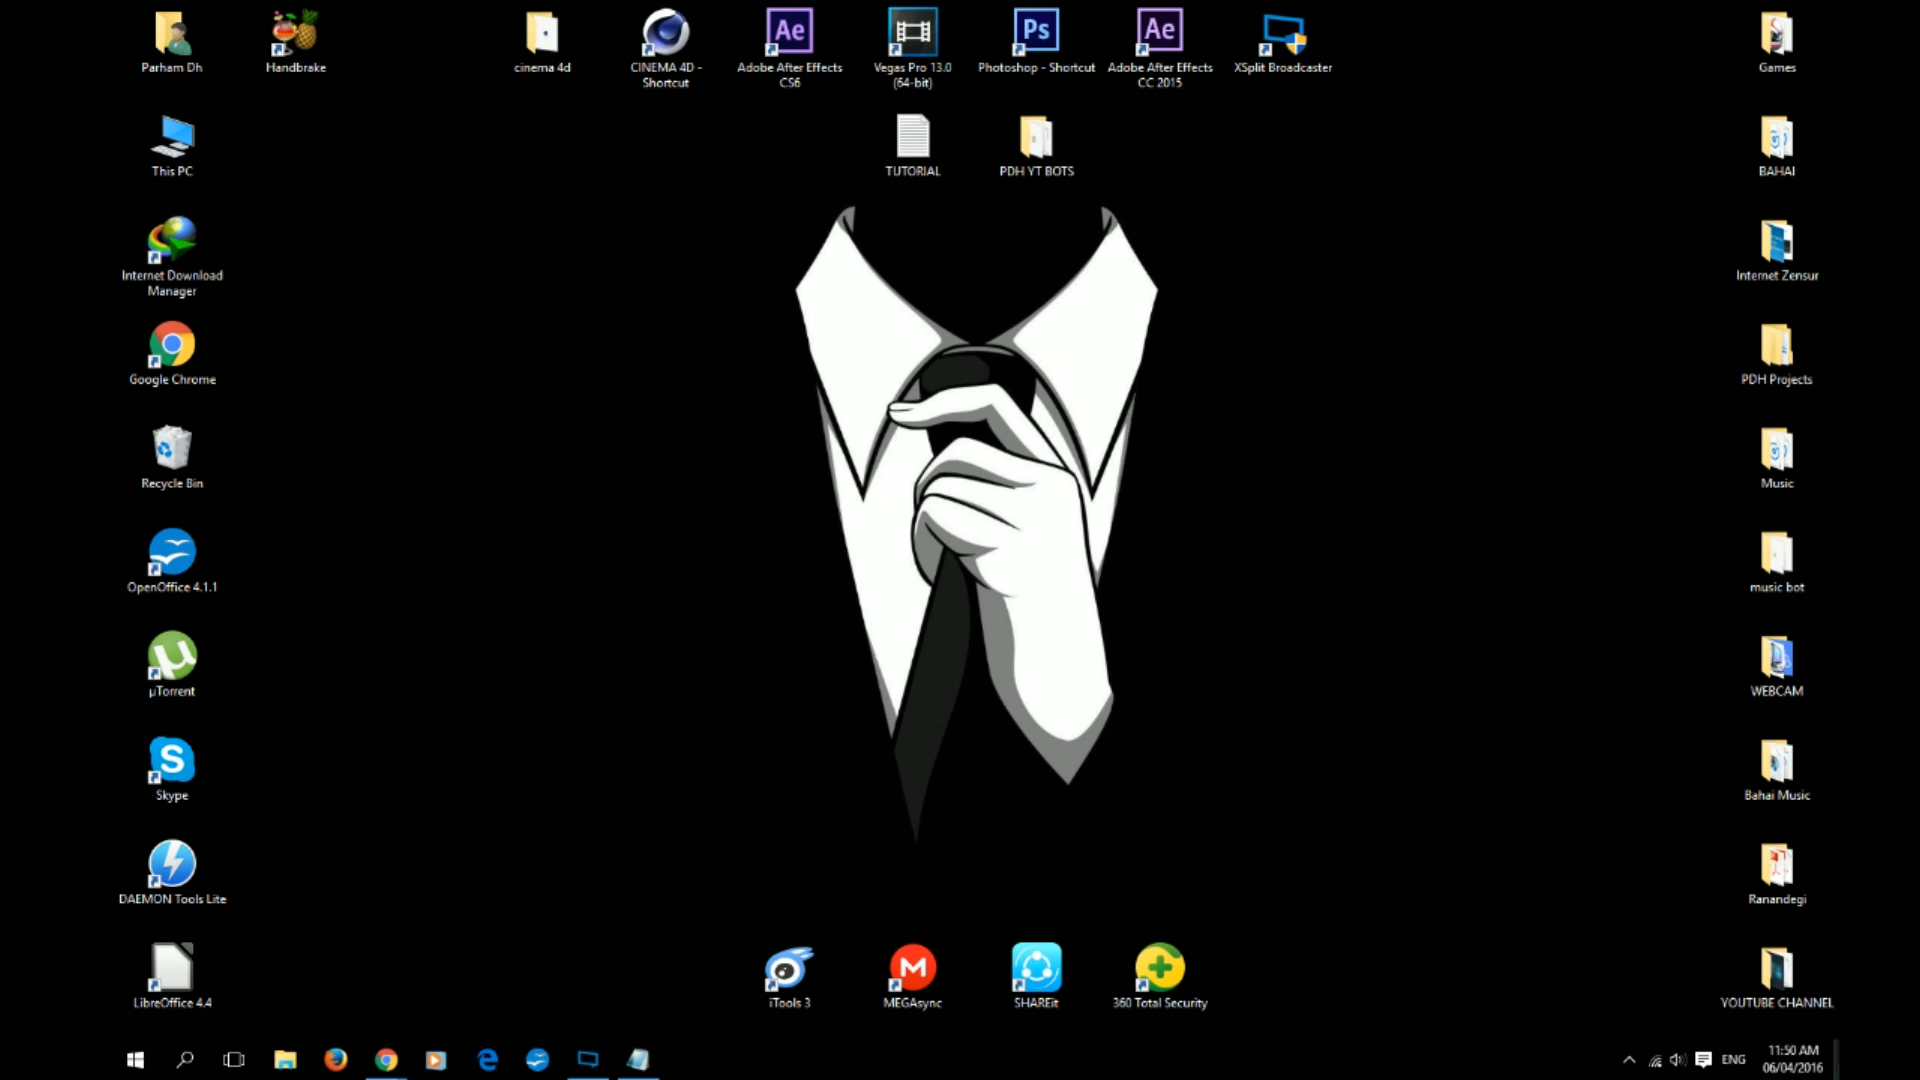 Parham Dh
Handbrake
cinema 4d
CINEMA 4D -
Shortcut
Ae
Adobe After Effects
CS6
Vegas Pro 13.0
(64-bit)
Ps
Photoshop - Shortcut
Ae
Adobe After Effects
CC 2015
XSplit Broadcaster
Games
This PC
TUTORIAL
PDH YT BOTS
BAHAI
Internet Download
Manager
Internet Zensur
Google Chrome
PDH Projects
Recycle Bin
Music
OpenOffice 4.1.1
music bot
µ
µTorrent
WEBCAM
S
Skype
Bahai Music
DAEMON Tools Lite
Ranandegi
LibreOffice 4.4
iTools 3
M
MEGAsync
SHAREit
360 Total Security
YOUTUBE CHANNEL
ENG
11:50 AM
06/04/2016